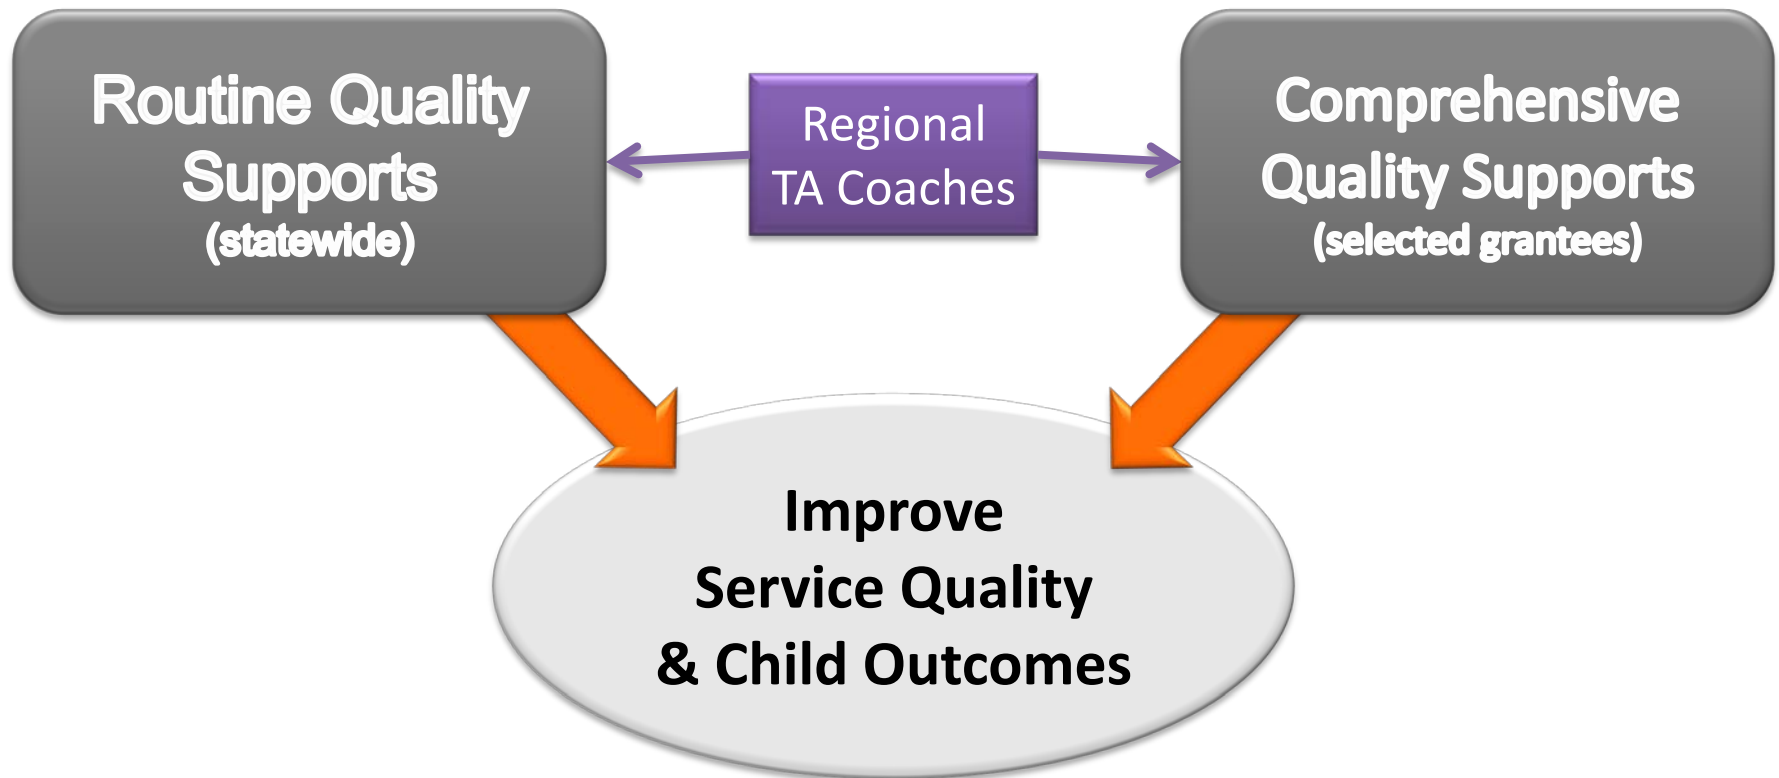 Routine Quality
Supports
(statewide)
Regional
TA Coaches
Comprehensive
Quality Supports
(selected grantees)
Improve
Service Quality
& Child Outcomes